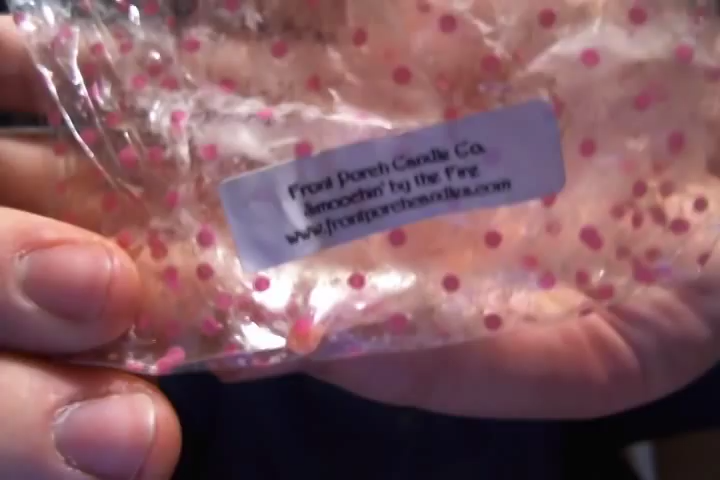 Front Porch Candle Co.
Smoochin' by the Fire
www.frontporchcandles.com